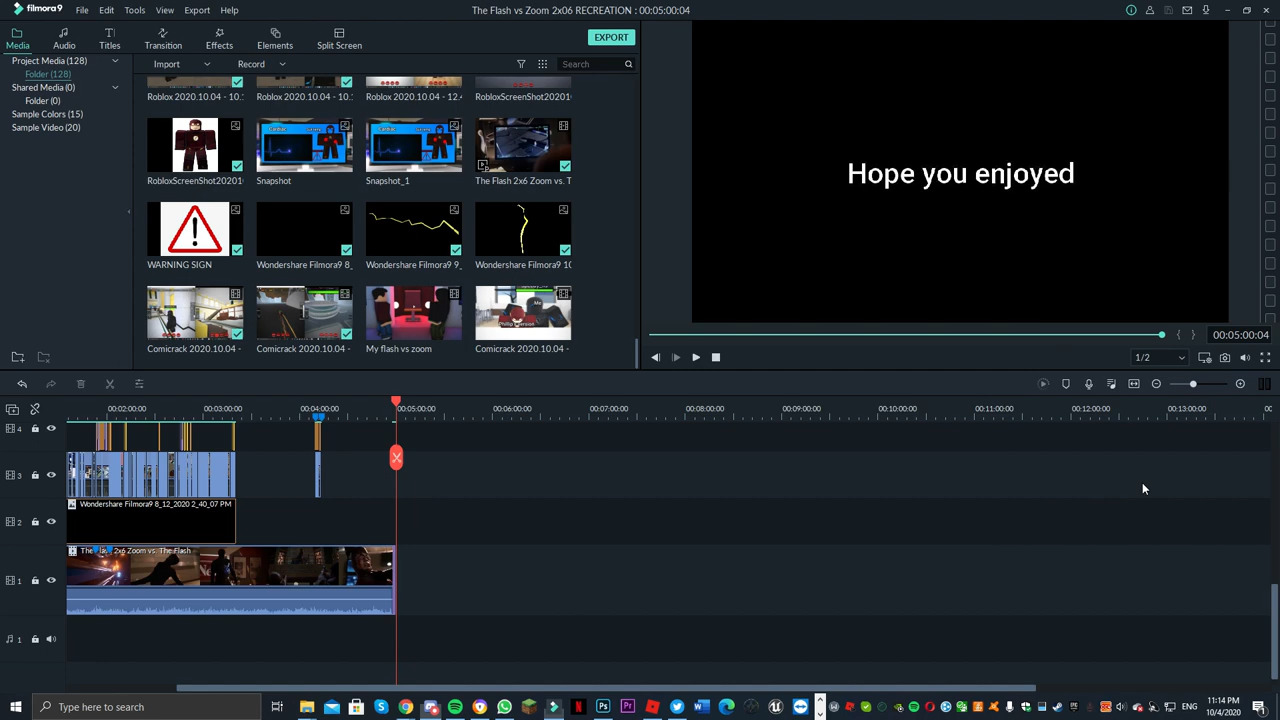 filmora9
File
Edit
Tools
View
Export
Help
The Flash vs Zoom 2x06 RECREATION : 00:05:00:04
Media
Audio
Titles
Transition
Effects
Elements
Split Screen
EXPORT
Project Media (128)
Folder (128)
Shared Media (0)
Folder (0)
Sample Colors (15)
Sample Video (20)
Import
Record
Search
Roblox 2020.10.04 - 10.1
Roblox 2020.10.04 - 10.1
Roblox 2020.10.04 - 12.4
RobloxScreenShot20201
RobloxScreenShot20201
Snapshot
Snapshot_1
The Flash 2x6 Zoom vs. T
WARNING SIGN
Wondershare Filmora9 8_
Wondershare Filmora9 9_
Wondershare Filmora9 10
Comicrack 2020.10.04 -
Comicrack 2020.10.04 -
My flash vs zoom
Comicrack 2020.10.04 -
Hope you enjoyed
00:05:00:04
1/2
00:02:00:00
00:03:00:00
00:04:00:00
00:05:00:00
00:06:00:00
00:07:00:00
00:08:00:00
00:09:00:00
00:10:00:00
00:11:00:00
00:12:00:00
00:13:00:00
4
3
2
Wondershare Filmora9 8_12_2020 2_40_07 PM
1
The Flash 2x6 Zoom vs. The Flash
1
Type here to search
ENG
11:14 PM
10/4/2020